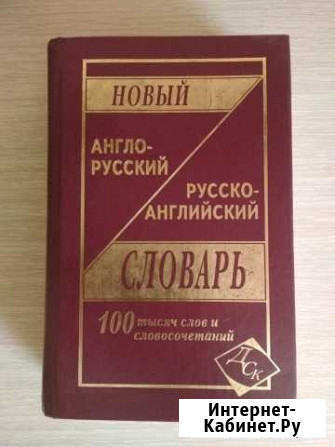 НОВЫЙ
АНГЛО-
РУССКИЙ
РУССКО-
АНГЛИЙСКИЙ
СЛОВАРЬ
100 тысяч слов и
словосочетаний
ДСК
Интернет-
Кабинет.Ру